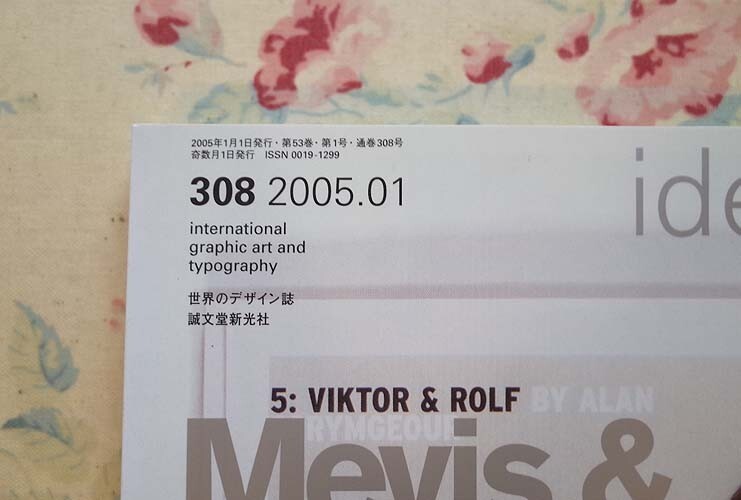 2005年1月1日発行・第53巻・第1号・通巻308号
奇数月1日発行 ISSN 0019-1299
308 2005.01
ide
international
graphic art and
typography
世界のデザイン誌
誠文堂新光社
5: VIKTOR & ROLF BY ALAN
RYMGEOUR
Mevis &